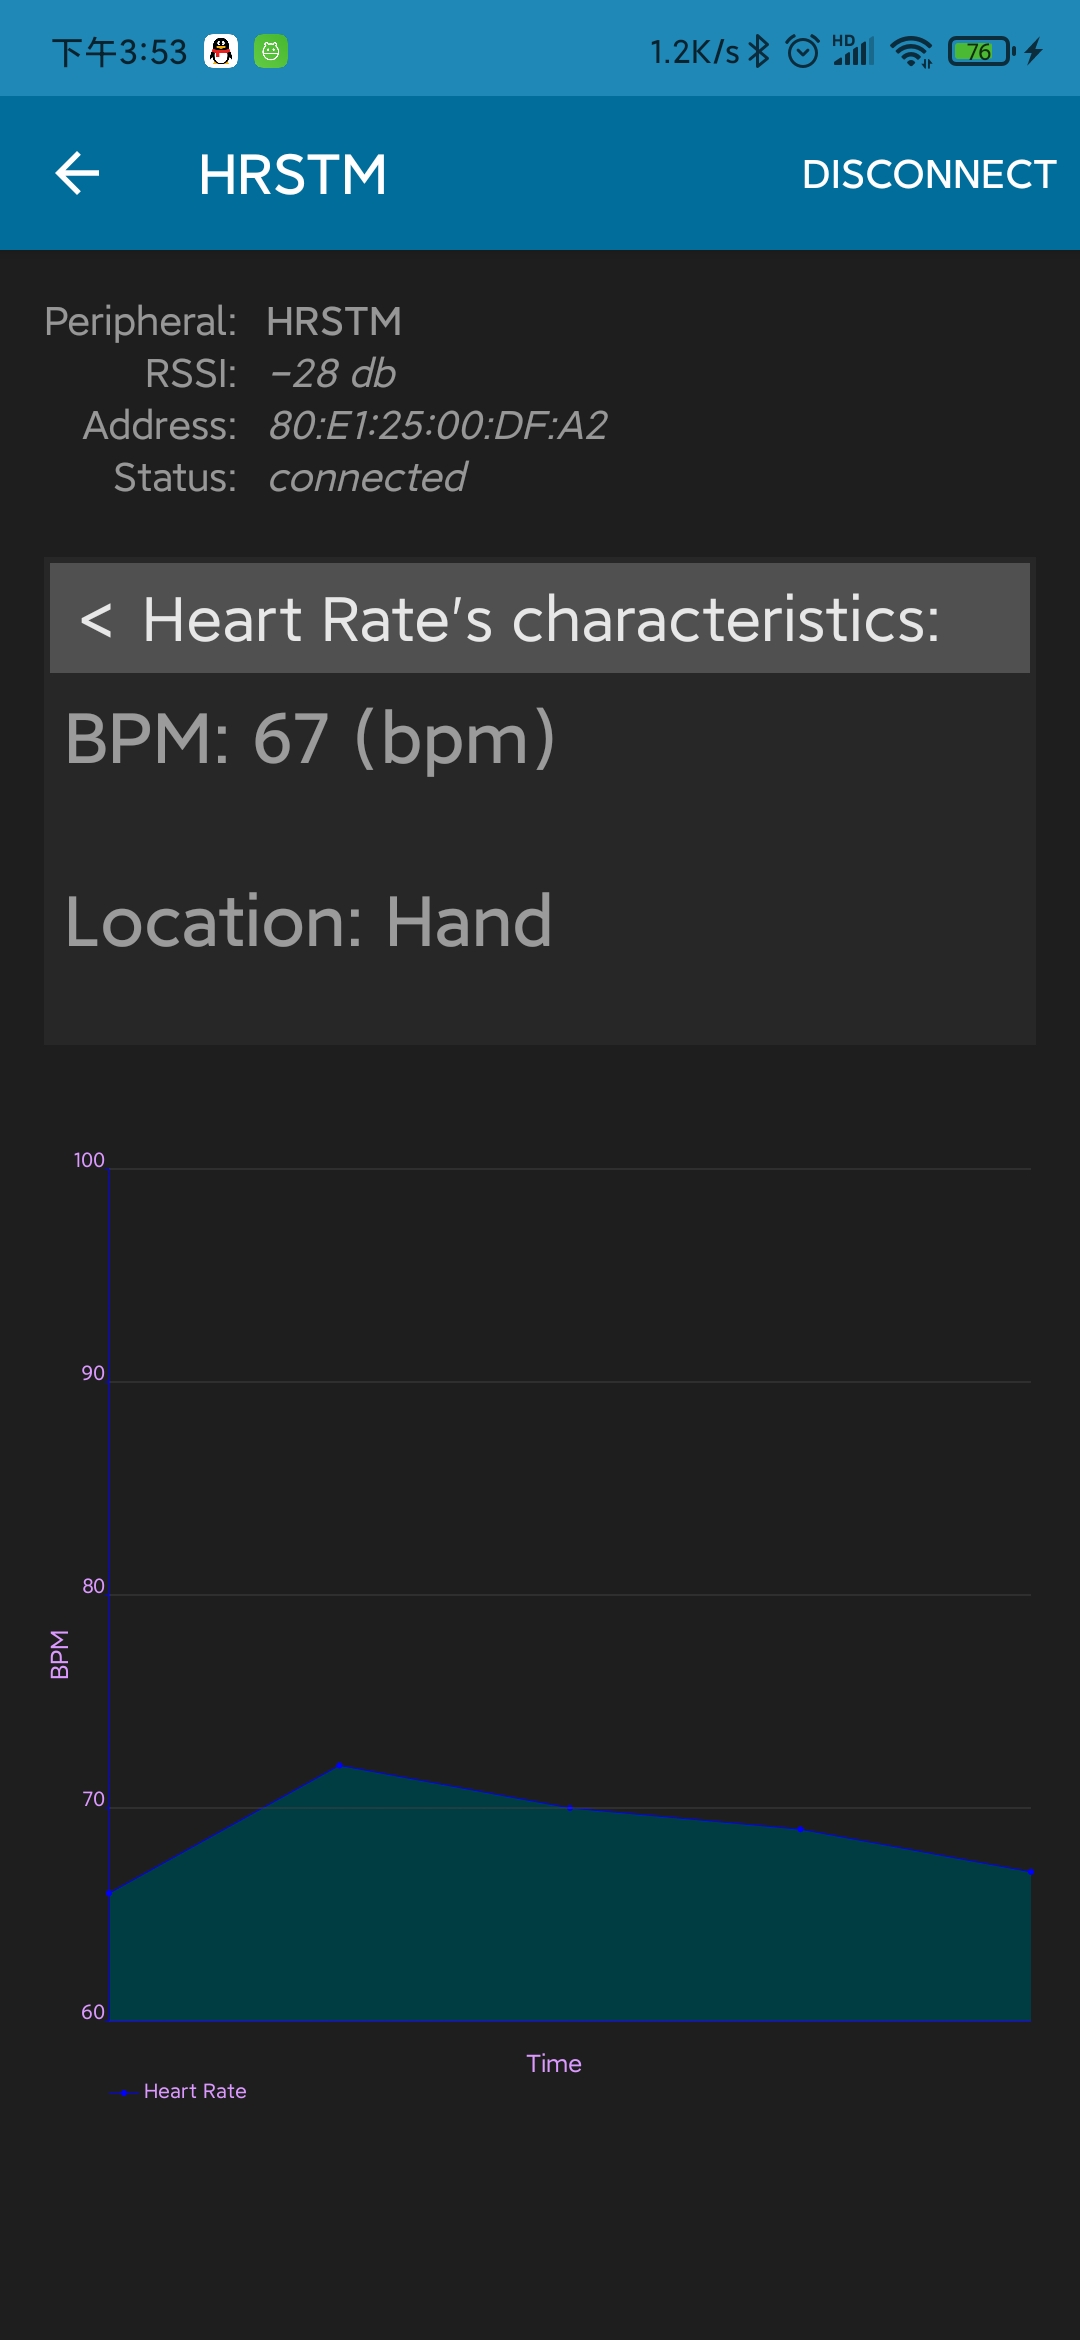 下午3:53 1.2K/s HD 76
HRSTM DISCONNECT
Peripheral: HRSTM
RSSI: -28 db
Address: 80:E1:25:00:DF:A2
Status: connected
< Heart Rate's characteristics:
BPM: 67 (bpm)
Location: Hand
100
90
80
BPM
70
60
Time
Heart Rate